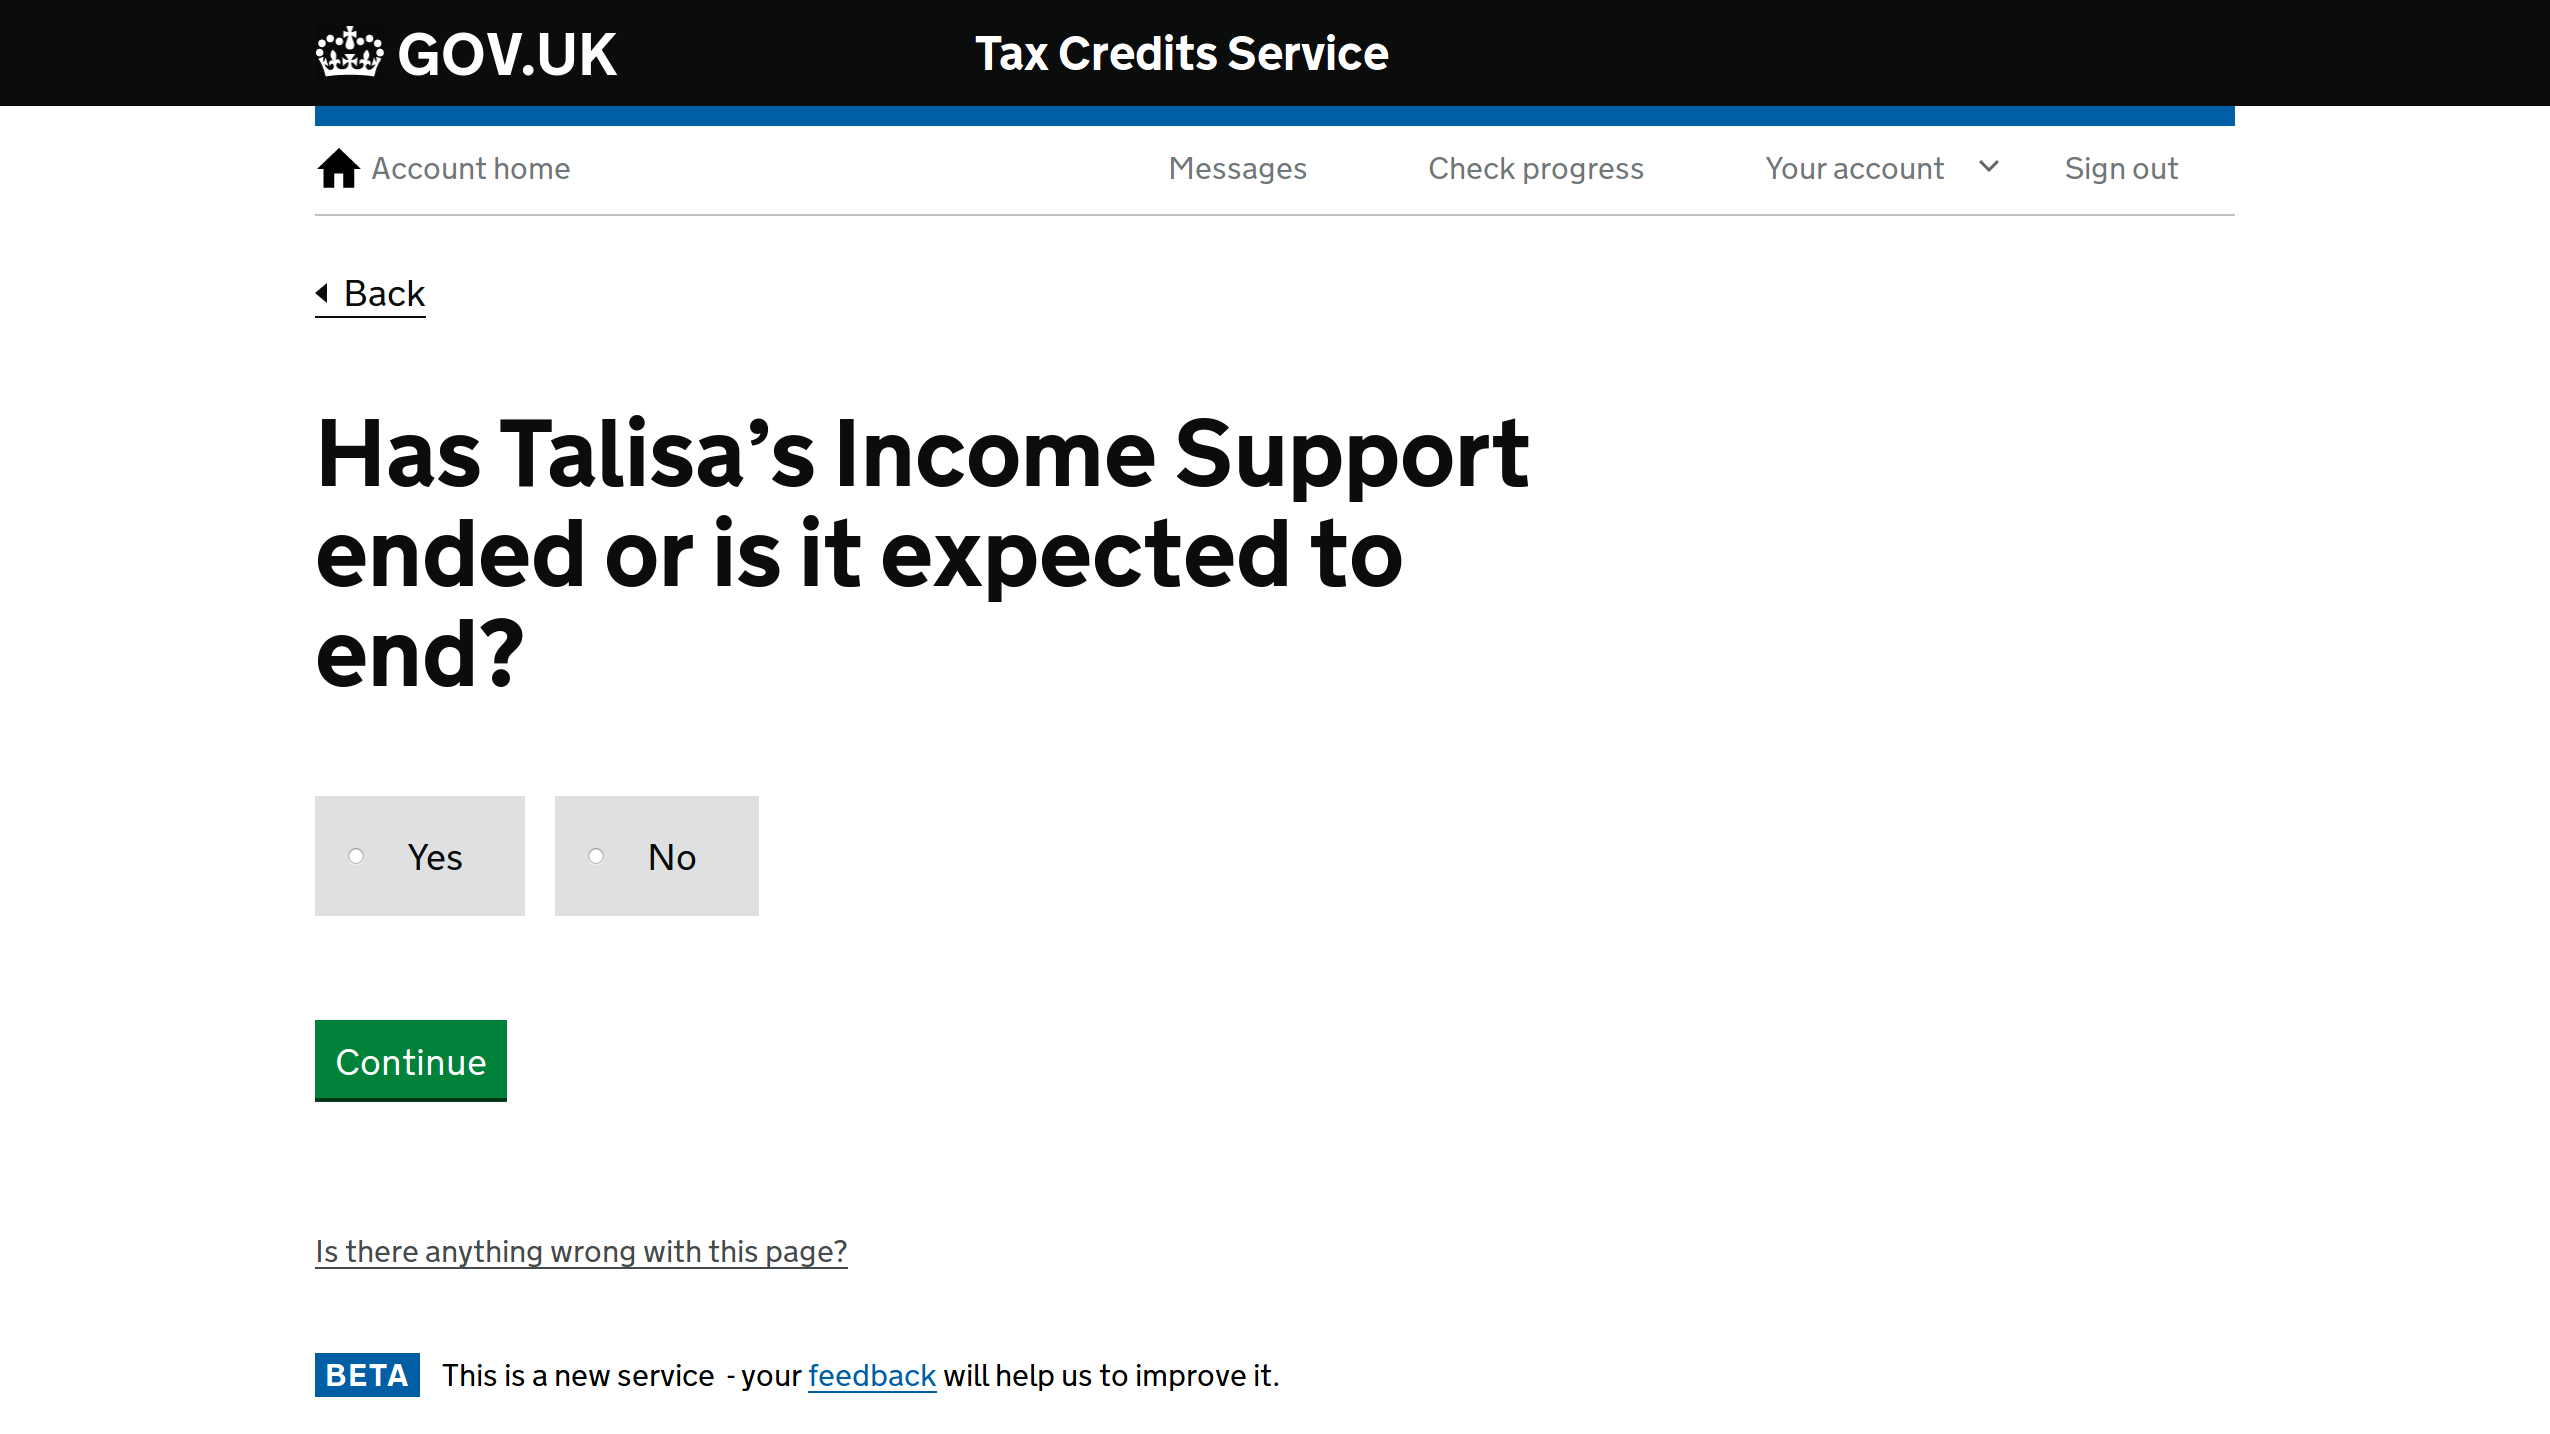 GOV.UK
Tax Credits Service
Account home
Messages
Check progress
Your account
Sign out
Back
Has Talisa’s Income Support
ended or is it expected to
end?
Yes
No
Continue
Is there anything wrong with this page?
BETA This is a new service - your feedback will help us to improve it.